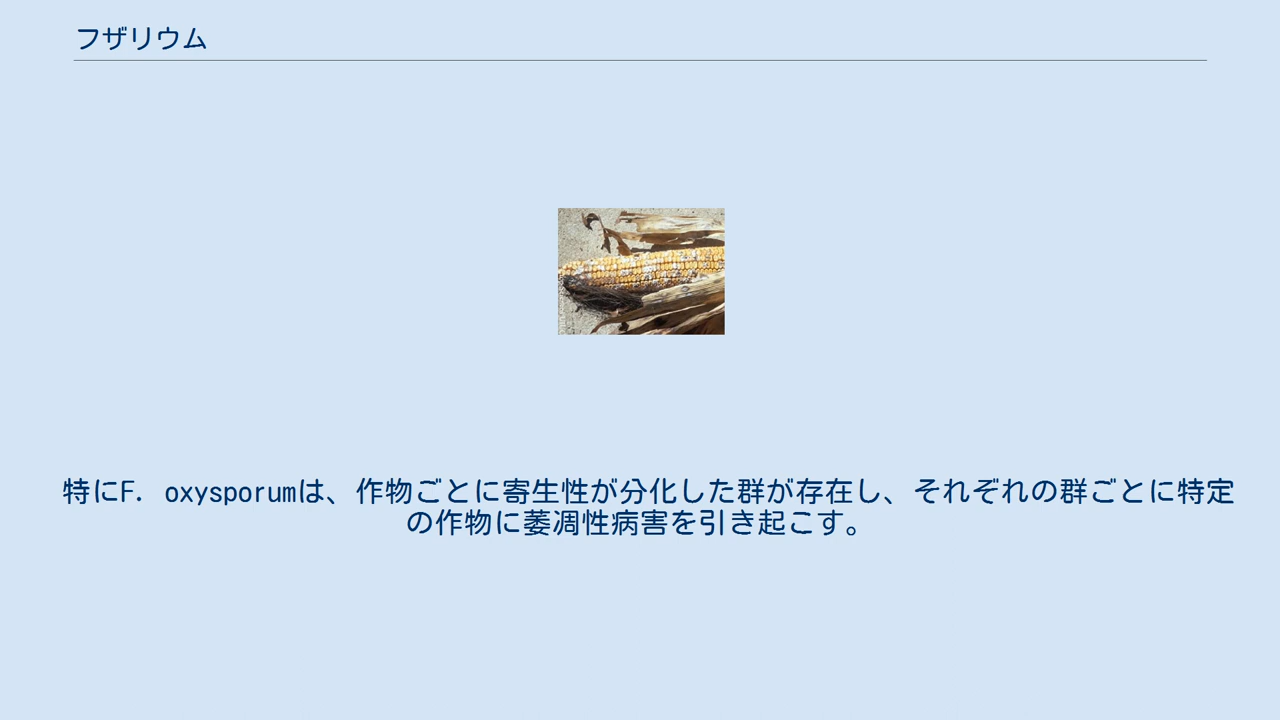 フザリウム
特にF. oxysporumは、作物ごとに寄生性が分化した群が存在し、それぞれの群ごとに特定
の作物に萎凋性病害を引き起こす。